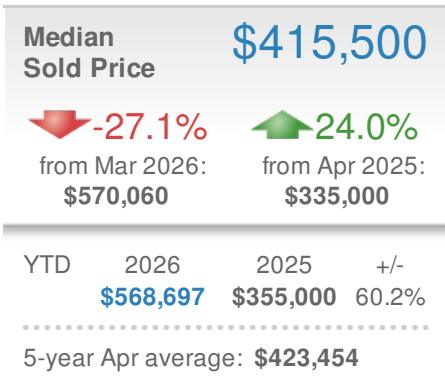 Median $415,500
Sold Price
-27.1% 24.0%
from Mar 2026: from Apr 2025:
$570,060 $335,000
YTD 2026 2025 +/-
$568,697 $355,000 60.2%
5-year Apr average: $423,454